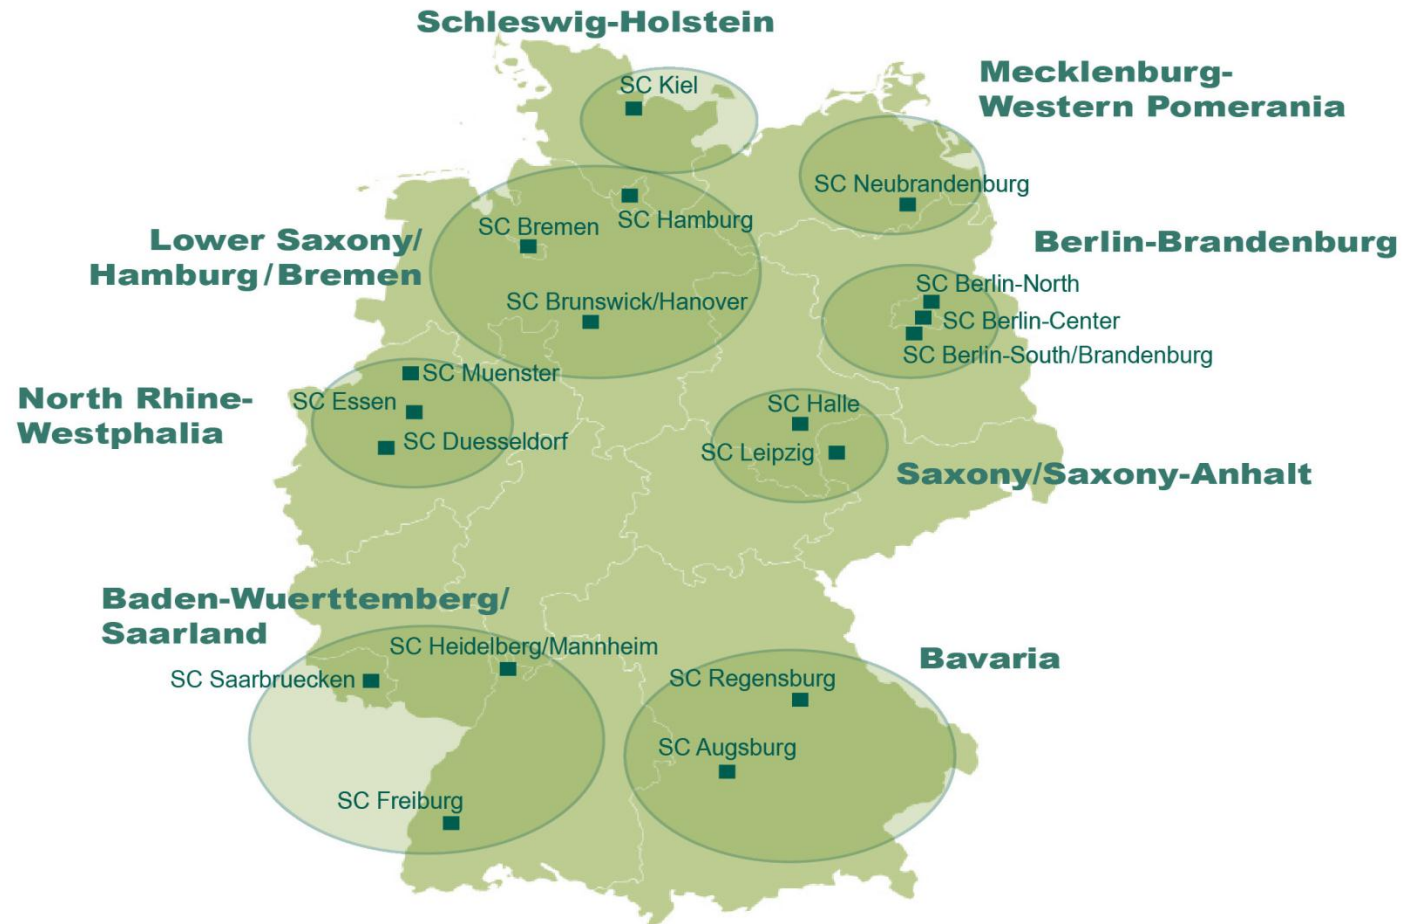 Schleswig-Holstein
SC Kiel
Mecklenburg-
Western Pomerania
SC Neubrandenburg
Lower Saxony/
Hamburg/Bremen
SC Hamburg
SC Bremen
SC Brunswick/Hanover
Berlin-Brandenburg
SC Berlin-North
SC Berlin-Center
SC Berlin-South/Brandenburg
North Rhine-
Westphalia
SC Muenster
SC Essen
SC Duesseldorf
SC Halle
SC Leipzig
Saxony/Saxony-Anhalt
Baden-Wuerttemberg/
Saarland
SC Heidelberg/Mannheim
SC Saarbruecken
SC Freiburg
Bavaria
SC Regensburg
SC Augsburg